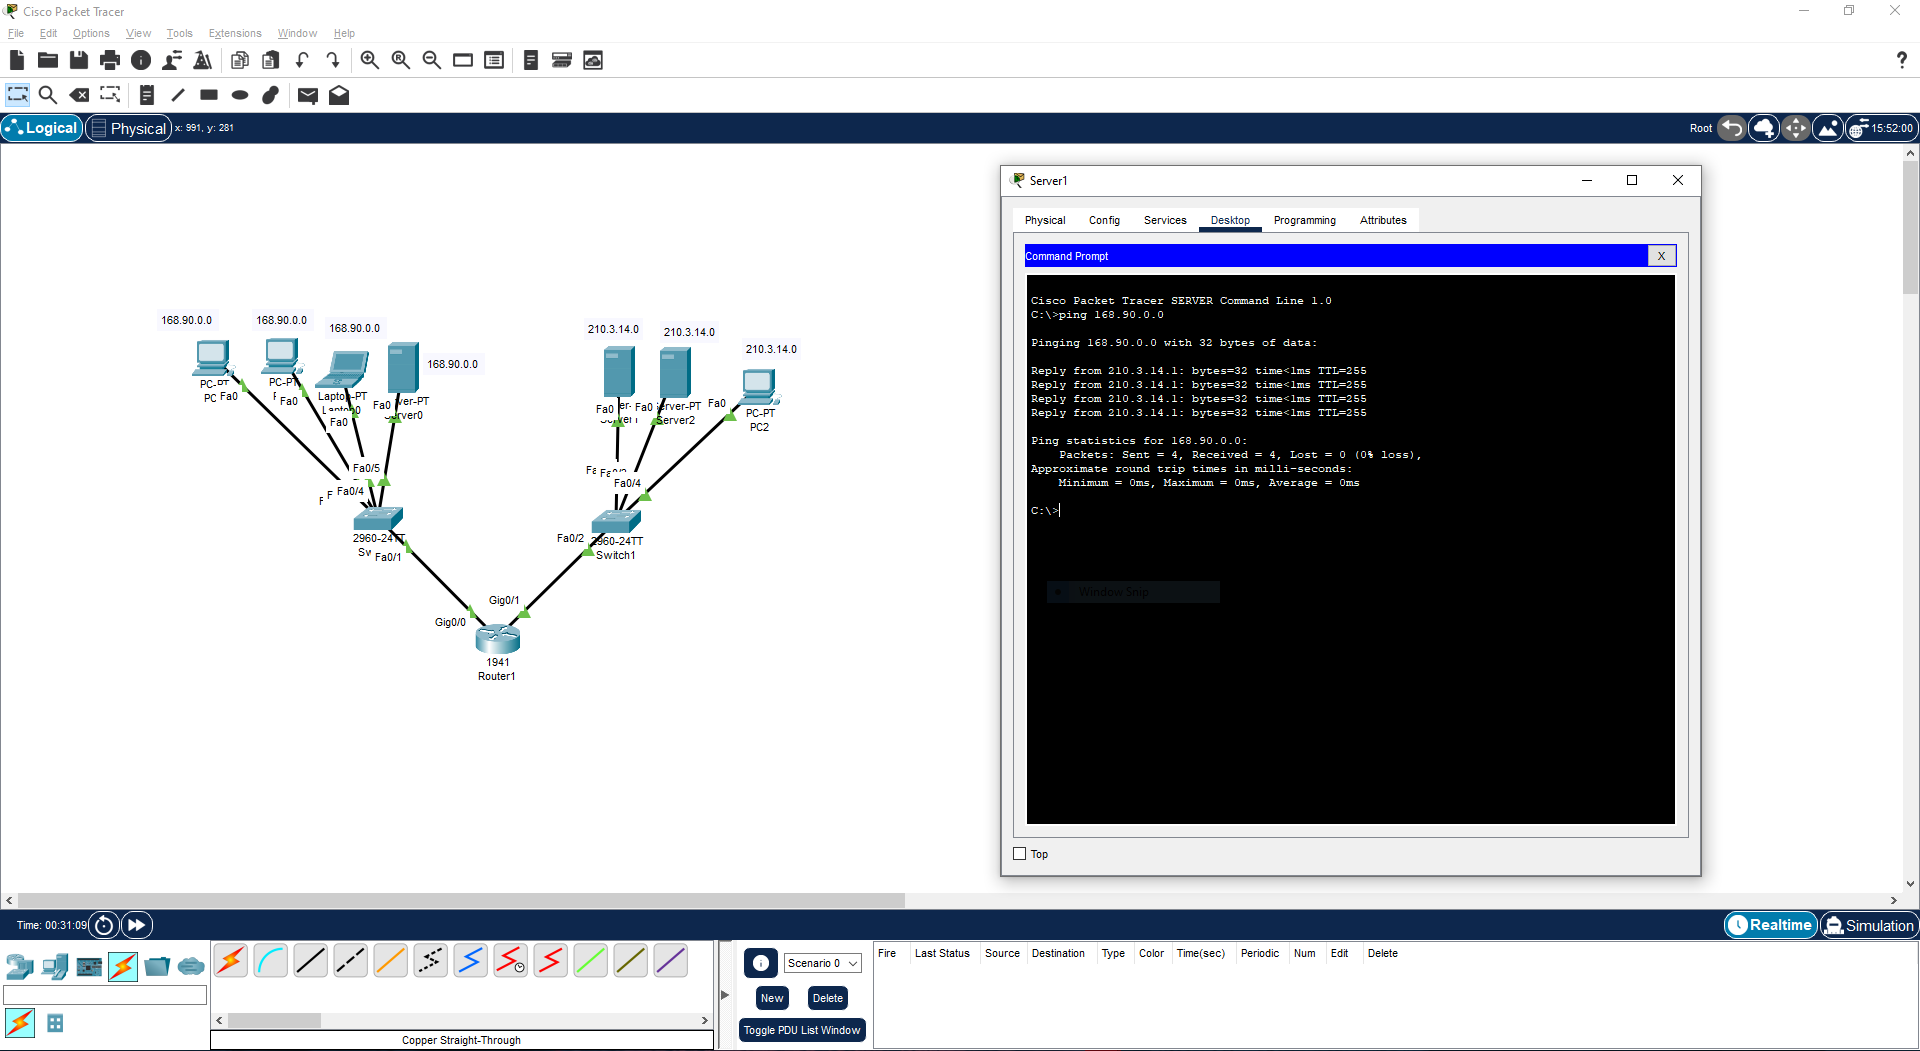 Cisco Packet Tracer
File Edit Options View Tools Extensions Window Help
Logical Physical x: 991, y: 281 Root 15:52:00
Server1
Physical Config Services Desktop Programming Attributes
Command Prompt X
Cisco Packet Tracer SERVER Command Line 1.0
C:\>ping 168.90.0.0
Pinging 168.90.0.0 with 32 bytes of data:
Reply from 210.3.14.1: bytes=32 time<1ms TTL=255
Reply from 210.3.14.1: bytes=32 time<1ms TTL=255
Reply from 210.3.14.1: bytes=32 time<1ms TTL=255
Reply from 210.3.14.1: bytes=32 time<1ms TTL=255
Ping statistics for 168.90.0.0:
Packets: Sent = 4, Received = 4, Lost = 0 (0% loss),
Approximate round trip times in milli-seconds:
Minimum = 0ms, Maximum = 0ms, Average = 0ms
C:\>
Window Snip
Top
168.90.0.0 168.90.0.0 168.90.0.0
168.90.0.0
210.3.14.0 210.3.14.0
210.3.14.0
PC-PT
PC Fa0
PC-PT
Fa0
Laptop-PT
Laptop0
Fa0
Fa0 ver-PT
Server0
Fa0
Server1
Fa0 erver-PT
Server2
Fa0 PC-PT
PC2
Fa0/5
Fa0/4
2960-24TT
Fa0/1
Fa0/4
Fa0/2 2960-24TT
Switch1
Gig0/1
Gig0/0
1941
Router1
Time: 00:31:09 Realtime Simulation
Scenario 0
New Delete
Toggle PDU List Window
Fire Last Status Source Destination Type Color Time(sec) Periodic Num Edit Delete
Copper Straight-Through